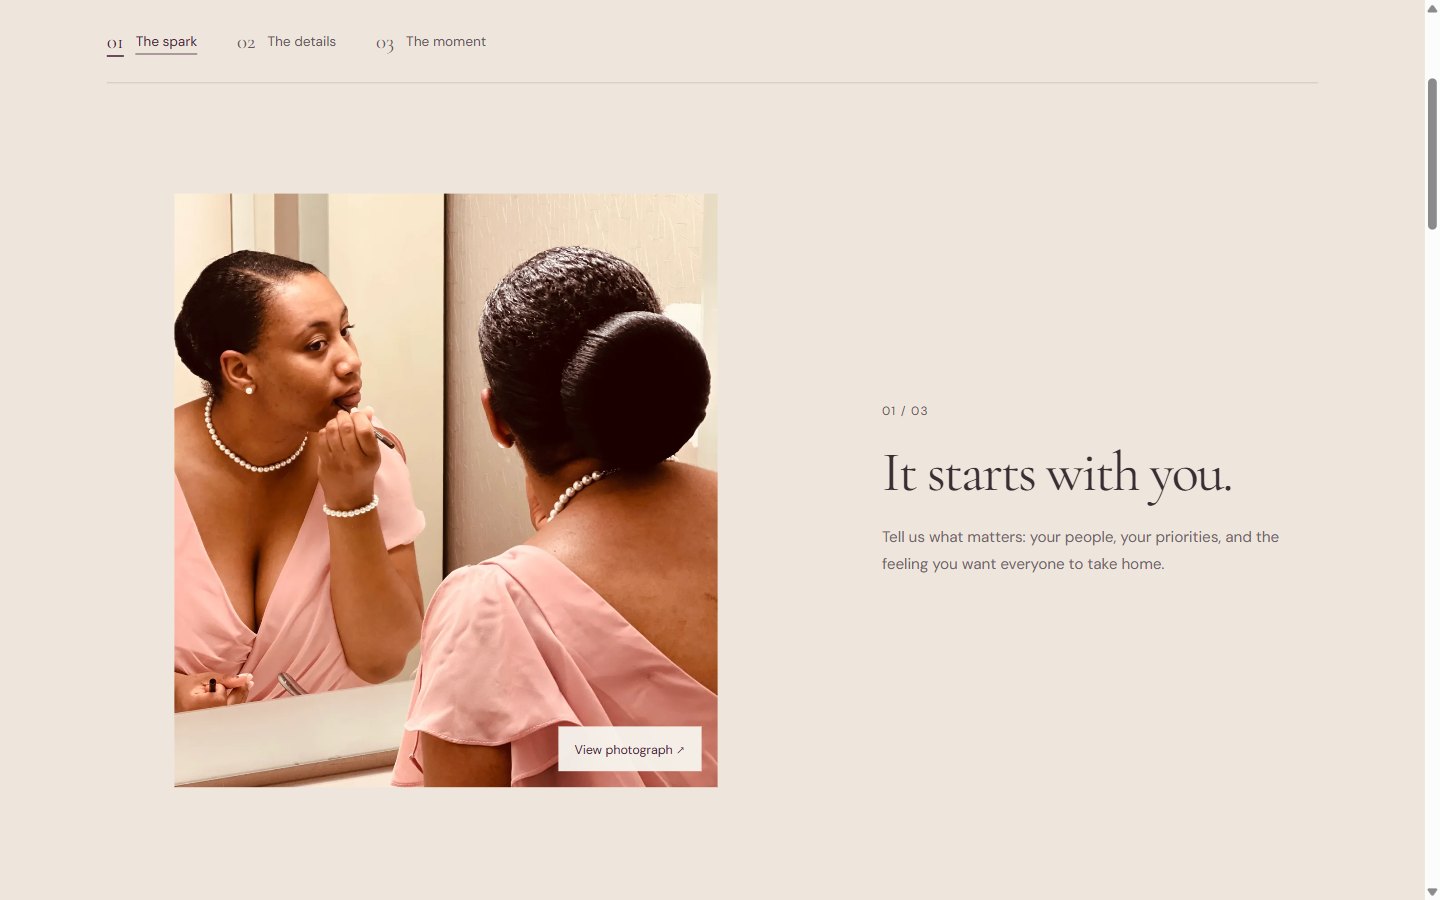 01 The spark 02 The details 03 The moment
01 / 03
It starts with you.
Tell us what matters: your people, your priorities, and the
feeling you want everyone to take home.
View photograph ↗